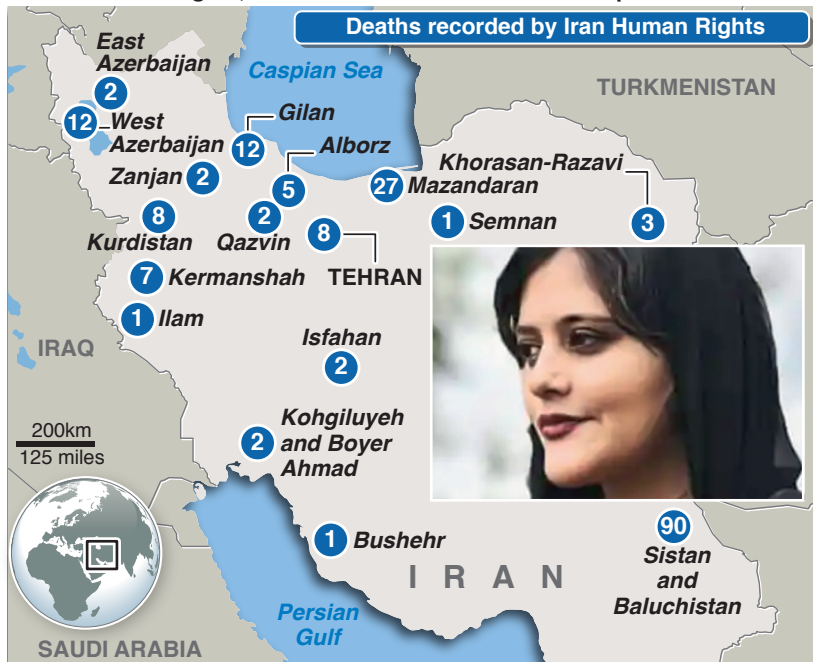 Deaths recorded by Iran Human Rights
East
Azerbaijan
2
Caspian Sea
TURKMENISTAN
12
West
Azerbaijan
Gilan
12
Alborz
5
Zanjan 2
27 Mazandaran
Khorasan-Razavi
3
8
Kurdistan
2
Qazvin
8
TEHRAN
1 Semnan
7 Kermanshah
1 Ilam
IRAQ
Isfahan
2
200km
125 miles
2
Kohgiluyeh
and Boyer
Ahmad
1 Bushehr
IRAN
90
Sistan
and
Baluchistan
Persian
Gulf
SAUDI ARABIA